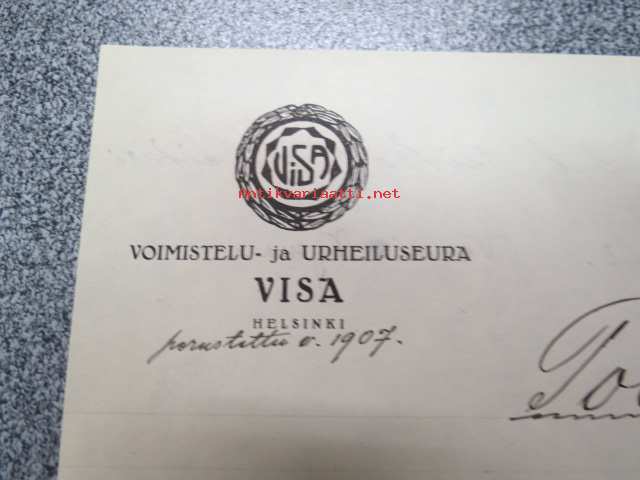 VISA
antikvariaatti.net
VOIMISTELU- ja URHEILUSEURA
VISA
HELSINKI
perustettu v. 1907.